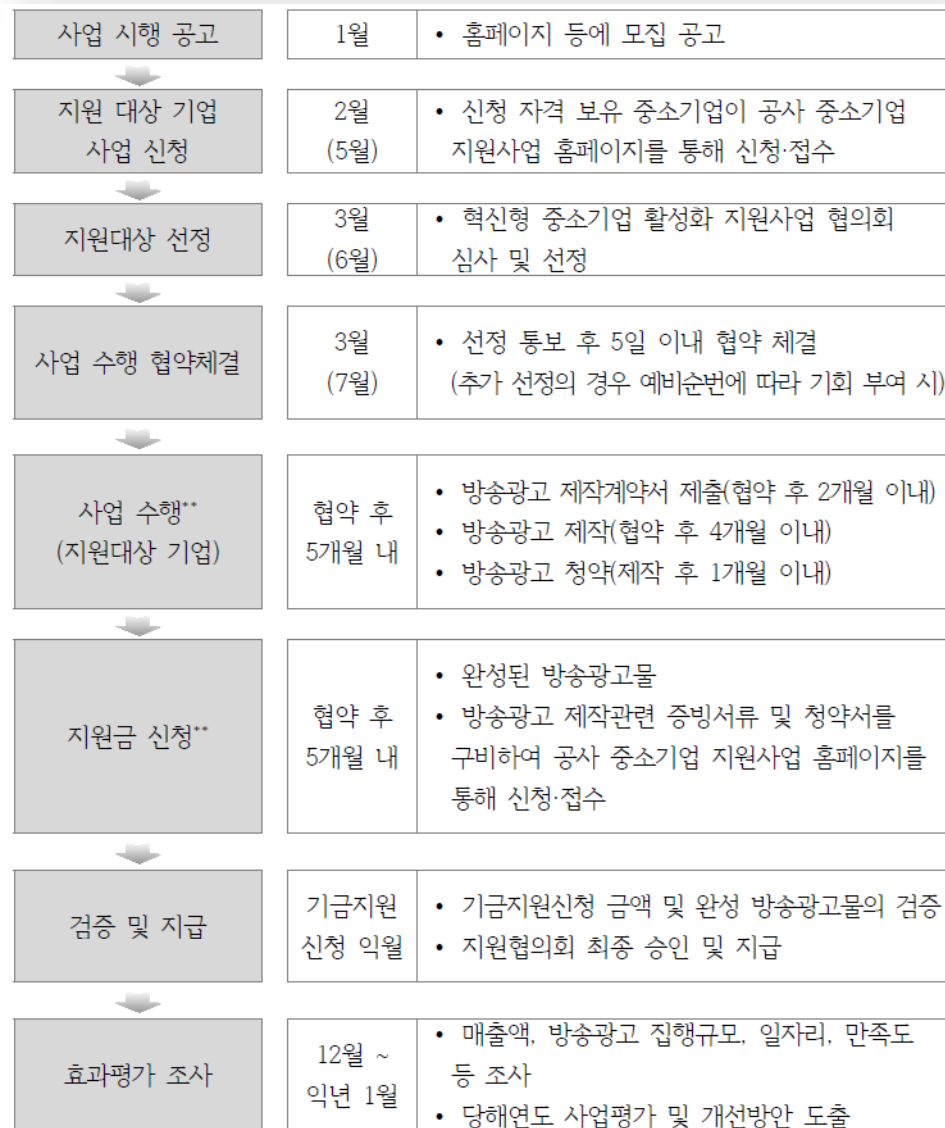 사업 시행 공고
1월
• 홈페이지 등에 모집 공고
지원 대상 기업
사업 신청
2월
(5월)
• 신청 자격 보유 중소기업이 공사 중소기업
지원사업 홈페이지를 통해 신청·접수
지원대상 선정
3월
(6월)
• 혁신형 중소기업 활성화 지원사업 협의회
심사 및 선정
사업 수행 협약체결
3월
(7월)
• 선정 통보 후 5일 이내 협약 체결
(추가 선정의 경우 예비순번에 따라 기회 부여 시)
사업 수행**
(지원대상 기업)
협약 후
5개월 내
• 방송광고 제작계약서 제출(협약 후 2개월 이내)
• 방송광고 제작(협약 후 4개월 이내)
• 방송광고 청약(제작 후 1개월 이내)
지원금 신청**
협약 후
5개월 내
• 완성된 방송광고물
• 방송광고 제작관련 증빙서류 및 청약서를
구비하여 공사 중소기업 지원사업 홈페이지를
통해 신청·접수
검증 및 지급
기금지원
신청 익월
• 기금지원신청 금액 및 완성 방송광고물의 검증
• 지원협의회 최종 승인 및 지급
효과평가 조사
12월 ~
익년 1월
• 매출액, 방송광고 집행규모, 일자리, 만족도
등 조사
• 당해연도 사업평가 및 개선방안 도출